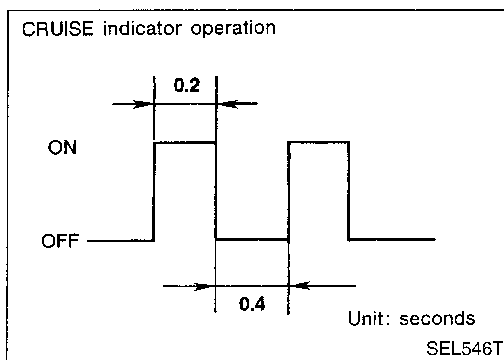 CRUISE indicator operation
0.2
ON
OFF
0.4
Unit: seconds
SEL546T